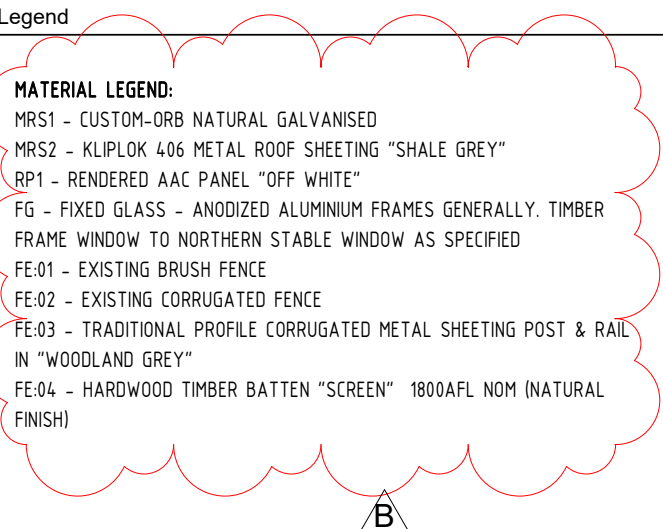 Legend
MATERIAL LEGEND:
MRS1 - CUSTOM-ORB NATURAL GALVANISED
MRS2 - KLIPLOK 406 METAL ROOF SHEETING "SHALE GREY"
RP1 - RENDERED AAC PANEL "OFF WHITE"
FG - FIXED GLASS - ANODIZED ALUMINIUM FRAMES GENERALLY. TIMBER
FRAME WINDOW TO NORTHERN STABLE WINDOW AS SPECIFIED
FE:01 - EXISTING BRUSH FENCE
FE:02 - EXISTING CORRUGATED FENCE
FE:03 - TRADITIONAL PROFILE CORRUGATED METAL SHEETING POST & RAIL
IN "WOODLAND GREY"
FE:04 - HARDWOOD TIMBER BATTEN "SCREEN" 1800AFL NOM (NATURAL
FINISH)
B